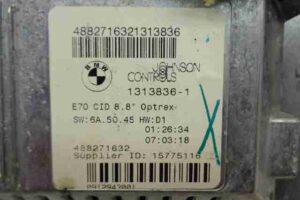 4882716321313836
BMW
JOHNSON
CONTROLS
1313836-1
E70 CID 8.8" Optrex
SW:6A.50.45 HW:D1
01:26:34
07:03:18
488271632
Supplier ID: 15775116